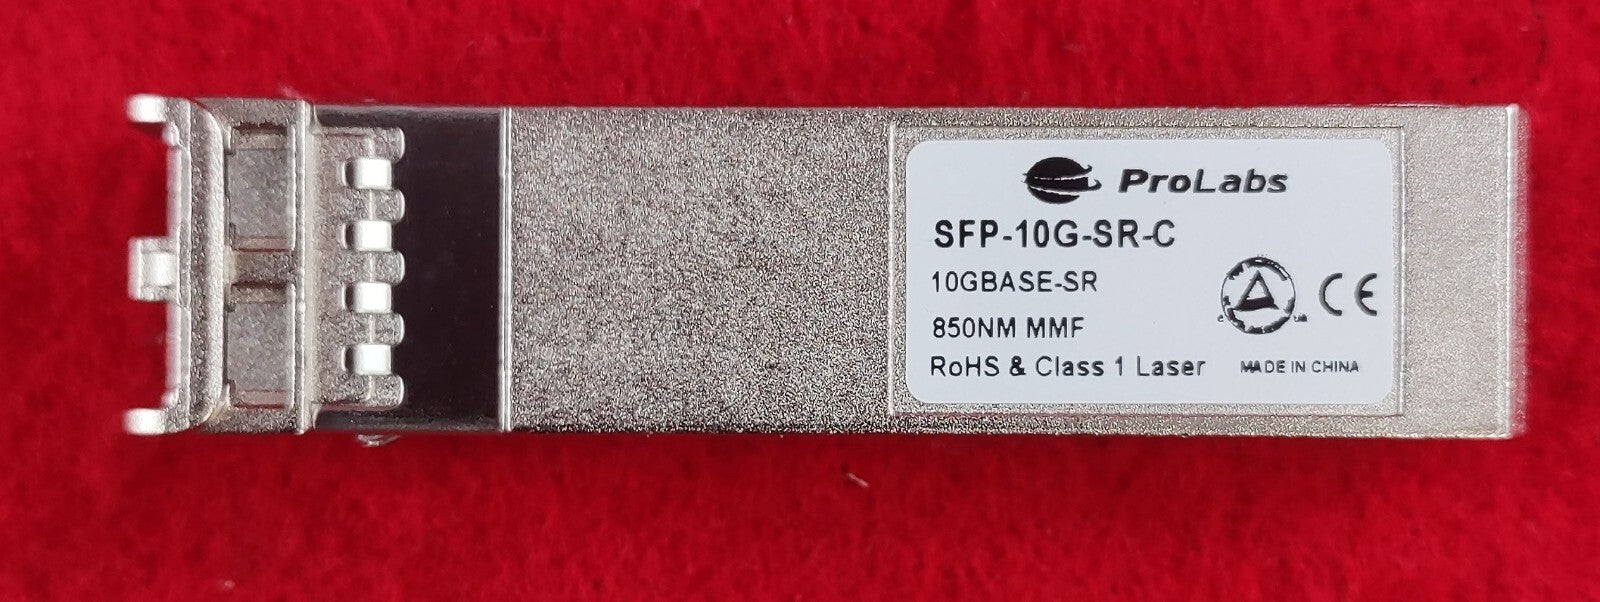 ProLabs
SFP-10G-SR-C
10GBASE-SR
850NM MMF
RoHS & Class 1 Laser
CE
MADE IN CHINA